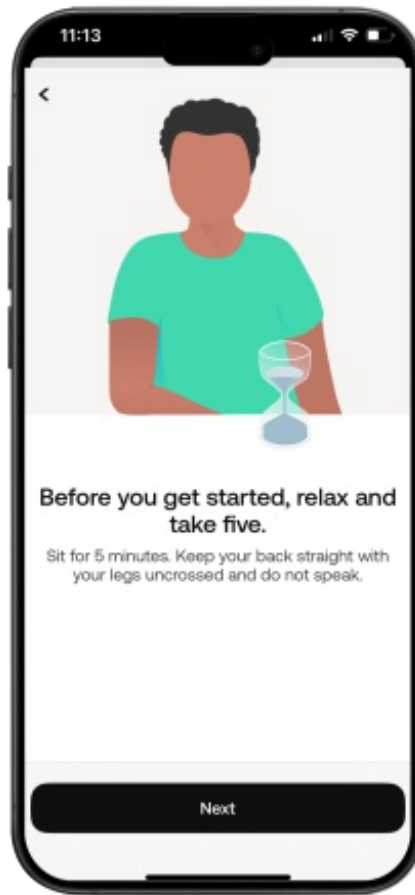 11:13
Before you get started, relax and
take five.
Sit for 5 minutes. Keep your back straight with
your legs uncrossed and do not speak.
Next